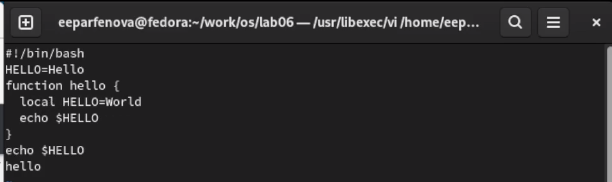 eeparfenova@fedora:~/work/os/lab06 — /usr/libexec/vi /home/eep...
#!/bin/bash
HELLO=Hello
function hello {
  local HELLO=World
  echo $HELLO
}
echo $HELLO
hello